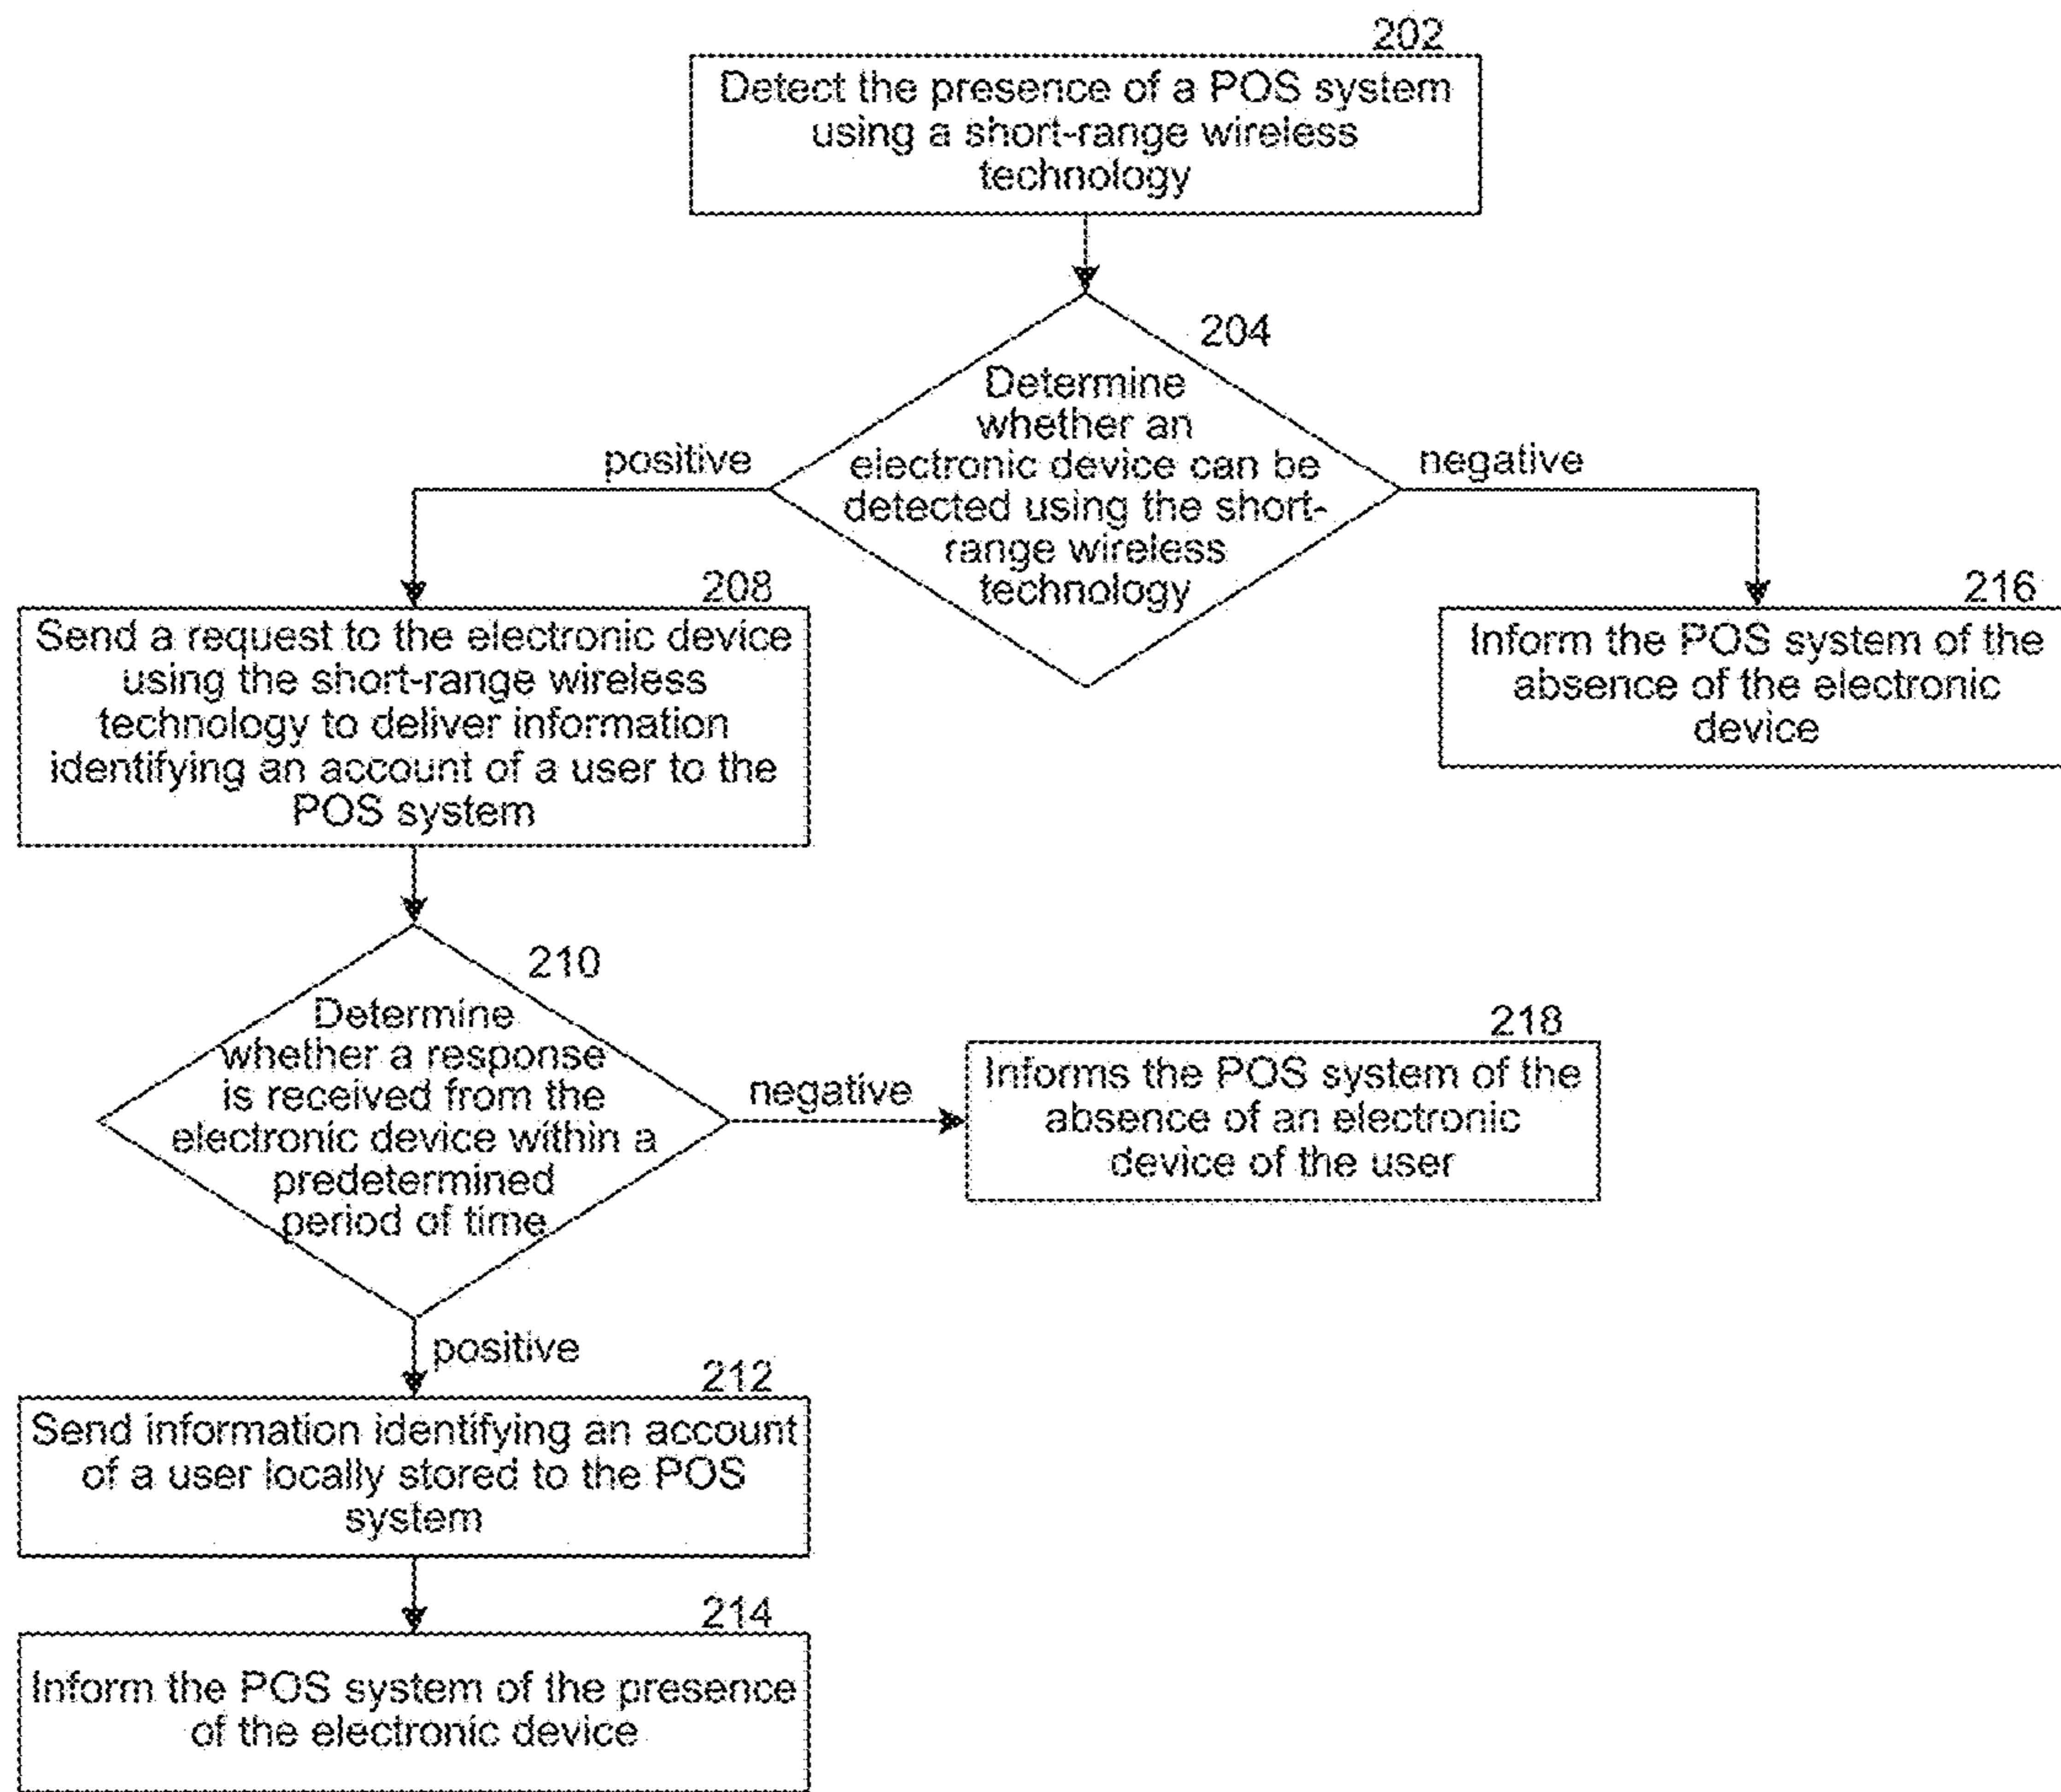 202
Detect the presence of a POS system
using a short-range wireless
technology
204
Determine
whether an
electronic device can be
detected using the short-
range wireless
technology
positive
negative
208
Send a request to the electronic device
using the short-range wireless
technology to deliver information
identifying an account of a user to the
POS system
216
Inform the POS system of the
absence of the electronic
device
210
Determine
whether a response
is received from the
electronic device within a
predetermined
period of time
negative
218
Informs the POS system of the
absence of an electronic
device of the user
positive
212
Send information identifying an account
of a user locally stored to the POS
system
214
Inform the POS system of the presence
of the electronic device